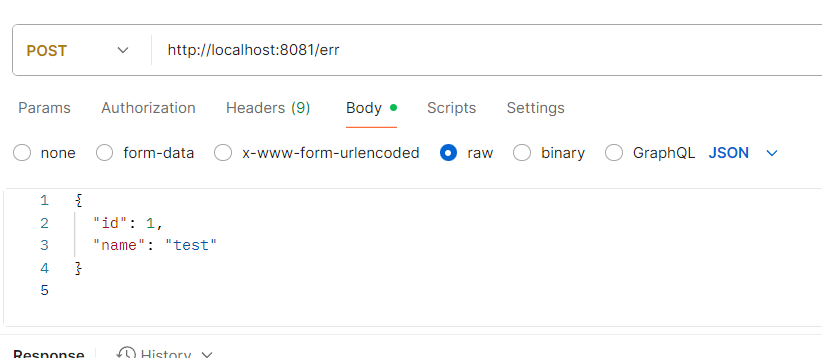 POST http://localhost:8081/err
Params Authorization Headers (9) Body Scripts Settings
none form-data x-www-form-urlencoded raw binary GraphQL JSON
1 {
2 "id": 1,
3 "name": "test"
4 }
5
Response History